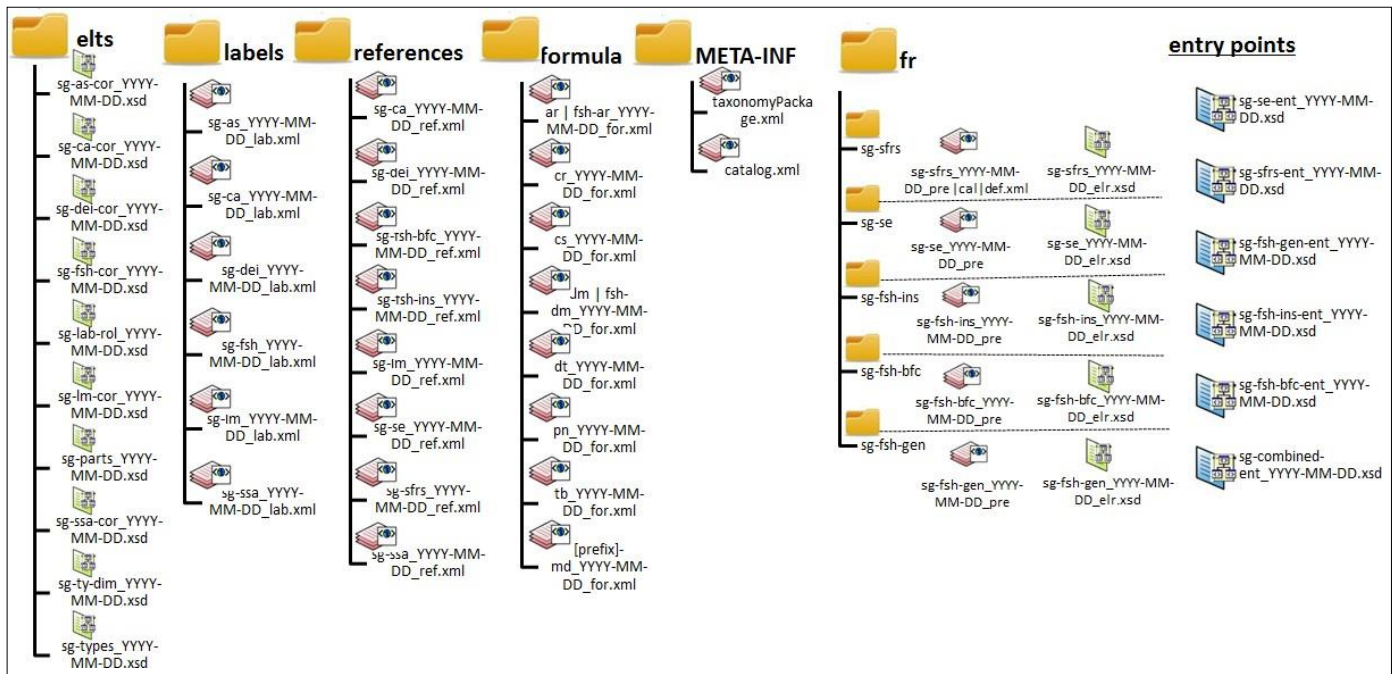 elts
sg-as-cor_YYYY-
MM-DD.xsd
sg-ca-cor_YYYY-
MM-DD.xsd
sg-dei-cor_YYYY-
MM-DD.xsd
sg-fsh-cor_YYYY-
MM-DD.xsd
sg-lab-rol_YYYY-
MM-DD.xsd
sg-lm-cor_YYYY-
MM-DD.xsd
sg-parts_YYYY-
MM-DD.xsd
sg-ssa-cor_YYYY-
MM-DD.xsd
sg-ty-dim_YYYY-
MM-DD.xsd
sg-types_YYYY-
MM-DD.xsd
labels
sg-as_YYYY-MM-
DD_lab.xml
sg-ca_YYYY-MM-
DD_lab.xml
sg-dei_YYYY-
MM-DD_lab.xml
sg-fsh_YYYY-
MM-DD_lab.xml
sg-lm_YYYY-
MM-DD_lab.xml
sg-ssa_YYYY-
MM-DD_lab.xml
references
sg-ca_YYYY-MM-
DD_ref.xml
sg-dei_YYYY-MM-
DD_ref.xml
sg-fsh-bfc_YYYY-
MM-DD_ref.xml
sg-fsh-ins_YYYY-
MM-DD_ref.xml
sg-lm_YYYY-MM-
DD_ref.xml
sg-se_YYYY-MM-
DD_ref.xml
sg-sfrs_YYYY-
MM-DD_ref.xml
sg-ssa_YYYY-MM-
DD_ref.xml
formula
ar | fsh-ar_YYYY-
MM-DD_for.xml
cr_YYYY-MM-
DD_for.xml
cs_YYYY-MM-
DD_for.xml
| fsh-
dm_YYYY-MM-
DD_for.xml
dt_YYYY-MM-
DD_for.xml
pn_YYYY-MM-
DD_for.xml
tb_YYYY-MM-
DD_for.xml
[prefix]-
md_YYYY-MM-
DD_for.xml
META-INF
taxonomyPacka
ge.xml
catalog.xml
fr
sg-sfrs
sg-sfrs_YYYY-MM-
DD_pre |cal|def.xml
sg-sfrs_YYYY-MM-
DD_elr.xsd
sg-se
sg-se_YYYY-MM-
DD_pre
sg-se_YYYY-MM-
DD_elr.xsd
sg-fsh-ins
sg-fsh-ins_YYYY-
MM-DD_pre
sg-fsh-ins_YYYY-MM-
DD_elr.xsd
sg-fsh-bfc
sg-fsh-bfc_YYYY-
MM-DD_pre
sg-fsh-bfc_YYYY-MM-
DD_elr.xsd
sg-fsh-gen
sg-fsh-gen_YYYY-
MM-DD_pre
sg-fsh-gen_YYYY-MM-
DD_elr.xsd
entry points
sg-se-ent_YYYY-MM-
DD.xsd
sg-sfrs-ent_YYYY-MM-
DD.xsd
sg-fsh-gen-ent_YYYY-
MM-DD.xsd
sg-fsh-ins-ent_YYYY-
MM-DD.xsd
sg-fsh-bfc-ent_YYYY-
MM-DD.xsd
sg-combined-
ent_YYYY-MM-DD.xsd